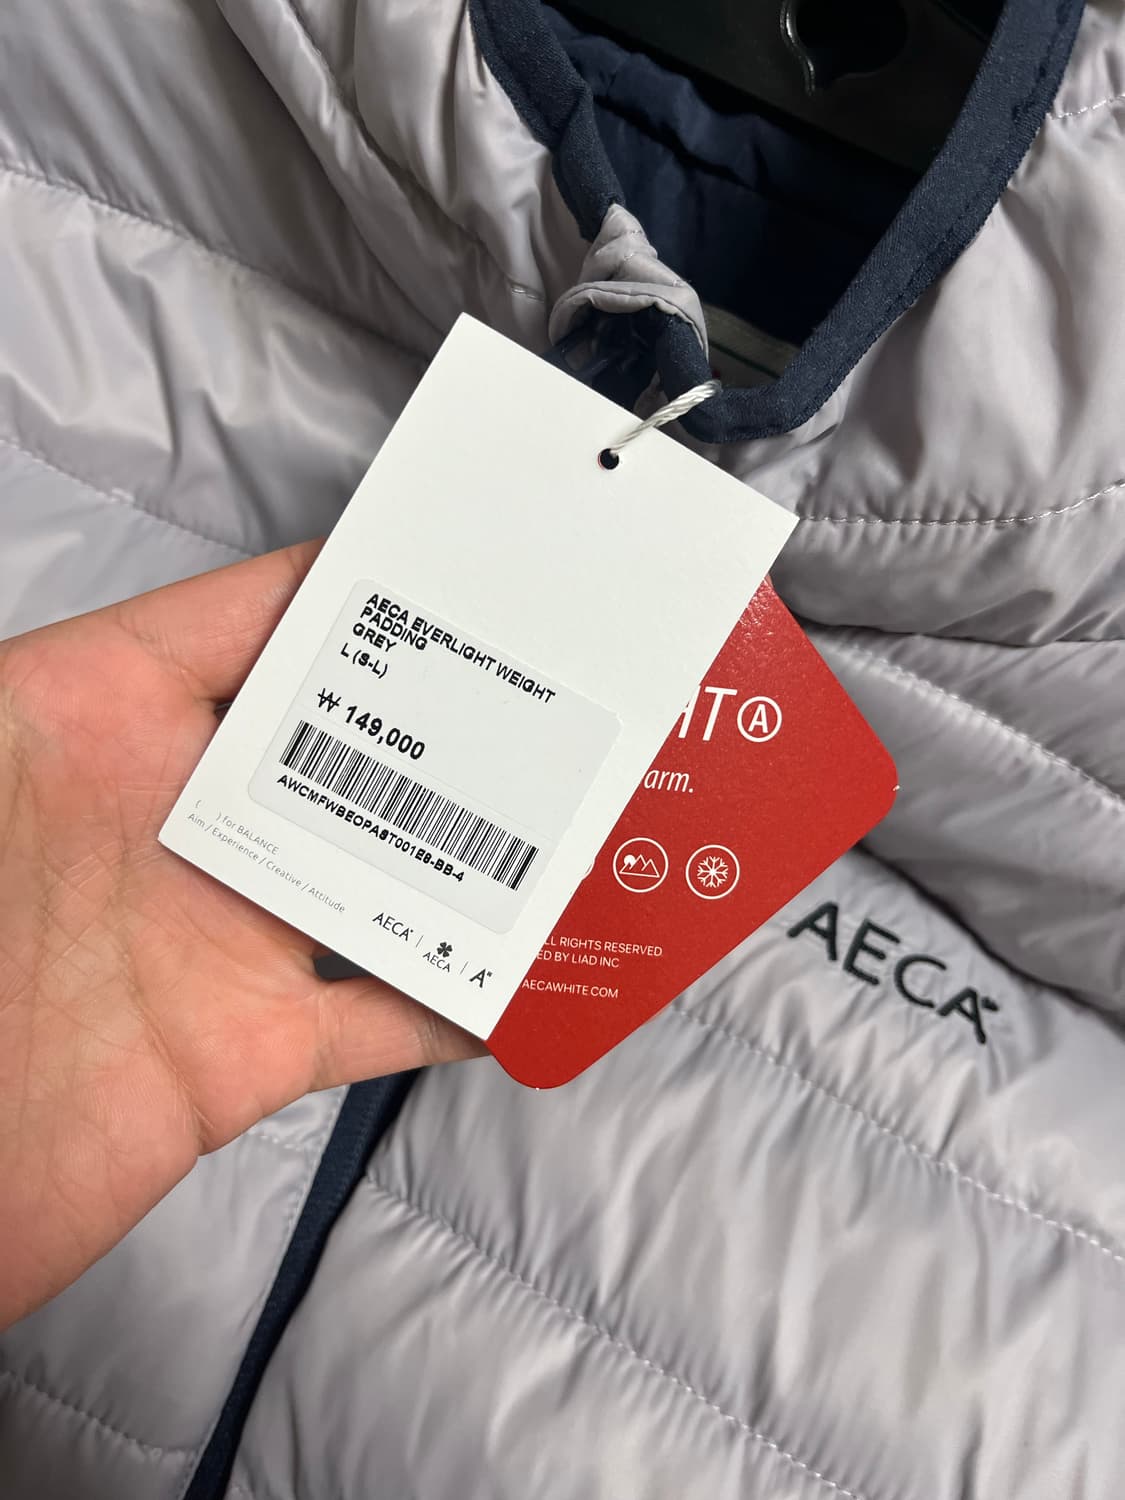 AECA EVERLIGHT WEIGHT
PADDING
GREY
L (S-L)
₩ 149,000
AWCMFWBEOPAST001E8-BB-4
( ) for BALANCE
Aim / Experience / Creative / Attitude
AECA | AECA | A"
AT Ⓐ
arm.
LL RIGHTS RESERVED
ED BY LIAD INC
AECAWHITE.COM
AECA